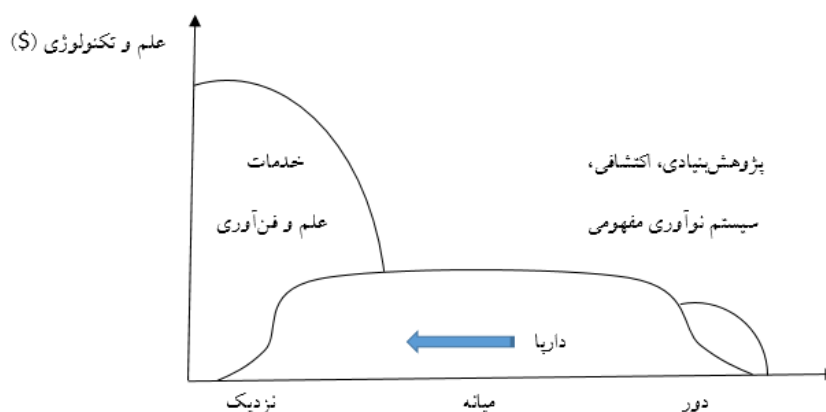 علم و تکنولوژی ($)
خدمات
علم و فن‌آوری
پژوهش‌بنیادی، اکتشافی،
سیستم نوآوری مفهومی
دارپا
نزدیک
میانه
دور